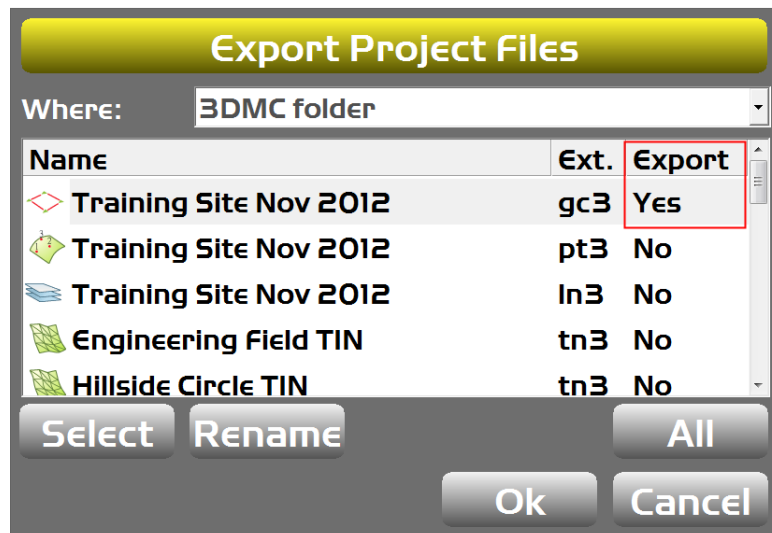 Export Project Files
Where: 3DMC folder
Name Ext. Export
Training Site Nov 2012 gc3 Yes
Training Site Nov 2012 pt3 No
Training Site Nov 2012 ln3 No
Engineering Field TIN tn3 No
Hillside Circle TIN tn3 No
Select Rename All
Ok Cancel